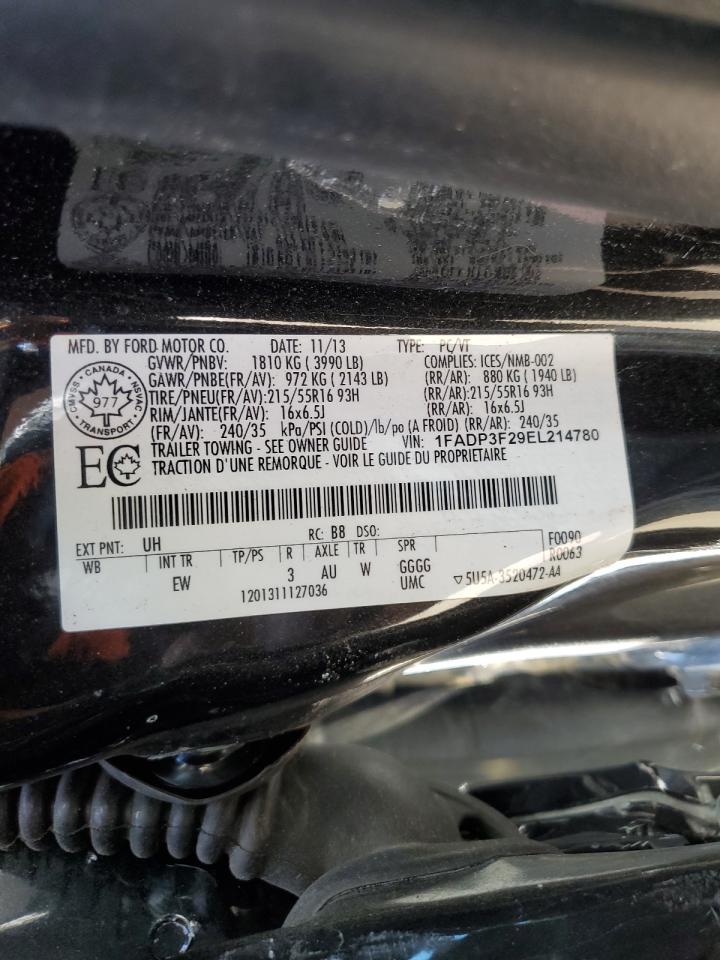 MFD. BY FORD MOTOR CO. DATE: 11/13 TYPE: PC/VT
GVWR/PNBV: 1810 KG ( 3990 LB) COMPLIES: ICES/NMB-002
GAWR/PNBE(FR/AV): 972 KG ( 2143 LB) (RR/AR): 880 KG ( 1940 LB)
TIRE/PNEU(FR/AV): 215/55R16 93H (RR/AR): 215/55R16 93H
RIM/JANTE(FR/AV): 16x6.5J (RR/AR): 16x6.5J
(FR/AV): 240/35 kPa/PSI (COLD)/lb/po (A FROID) (RR/AR): 240/35
TRAILER TOWING - SEE OWNER GUIDE VIN: 1FADP3F29EL214780
TRACTION D'UNE REMORQUE - VOIR LE GUIDE DU PROPRIETAIRE
CANADA
CMVSS NSVAC
977
TRANSPORT
EC
EXT PNT: UH RC: B8 DSO: F0090
WB INT TR TP/PS R AXLE TR SPR R0063
EW 3 AU W GGGG
1201311127036 UMC ▽5U5A-3520472-AA